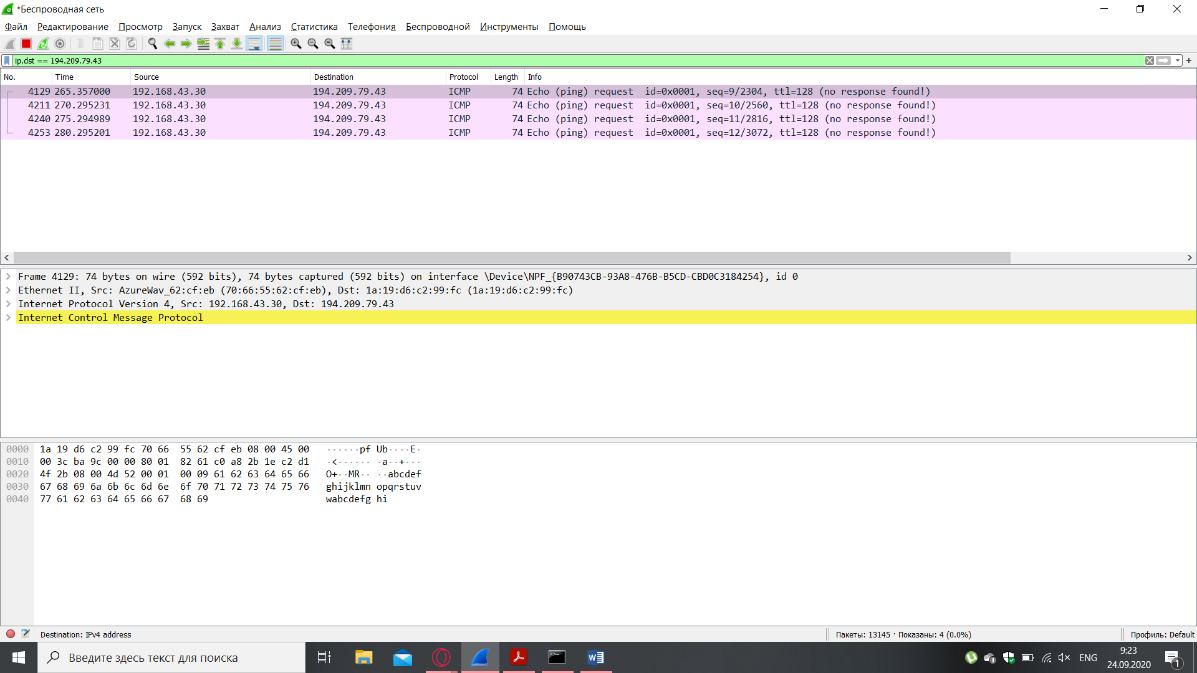 *Беспроводная сеть
Файл Редактирование Просмотр Запуск Захват Анализ Статистика Телефония Беспроводной Инструменты Помощь
ip.dst == 194.209.79.43
No. Time Source Destination Protocol Length Info
4129 265.357000 192.168.43.30 194.209.79.43 ICMP 74 Echo (ping) request id=0x0001, seq=9/2304, ttl=128 (no response found!)
4211 270.295231 192.168.43.30 194.209.79.43 ICMP 74 Echo (ping) request id=0x0001, seq=10/2560, ttl=128 (no response found!)
4240 275.294989 192.168.43.30 194.209.79.43 ICMP 74 Echo (ping) request id=0x0001, seq=11/2816, ttl=128 (no response found!)
4253 280.295201 192.168.43.30 194.209.79.43 ICMP 74 Echo (ping) request id=0x0001, seq=12/3072, ttl=128 (no response found!)
Frame 4129: 74 bytes on wire (592 bits), 74 bytes captured (592 bits) on interface \Device\NPF_{B90743CB-93A8-476B-B5CD-CBD0C3184254}, id 0
Ethernet II, Src: AzureWav_62:cf:eb (70:66:55:62:cf:eb), Dst: 1a:19:d6:c2:99:fc (1a:19:d6:c2:99:fc)
Internet Protocol Version 4, Src: 192.168.43.30, Dst: 194.209.79.43
Internet Control Message Protocol
0000 1a 19 d6 c2 99 fc 70 66 55 62 cf eb 08 00 45 00 ······pf Ub····E·
0010 00 3c ba 9c 00 00 80 01 82 61 c0 a8 2b 1e c2 d1 ·<······ ·a··+···
0020 4f 2b 08 00 4d 52 00 01 00 09 61 62 63 64 65 66 O+··MR·· ··abcdef
0030 67 68 69 6a 6b 6c 6d 6e 6f 70 71 72 73 74 75 76 ghijklmn opqrstuv
0040 77 61 62 63 64 65 66 67 68 69 wabcdefg hi
Destination: IPv4 address Пакеты: 13145 · Показаны: 4 (0.0%) Профиль: Default
Введите здесь текст для поиска
ENG
9:23
24.09.2020
1